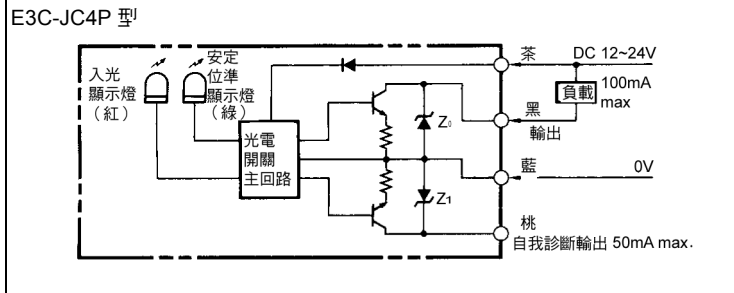 E3C-JC4P 型
入光
顯示燈
（紅）
安定
位準
顯示燈
（綠）
光電
開關
主回路
Z₀
Z₁
茶
DC 12~24V
負載
100mA
max
黑
輸出
藍
0V
桃
自我診斷輸出 50mA max.